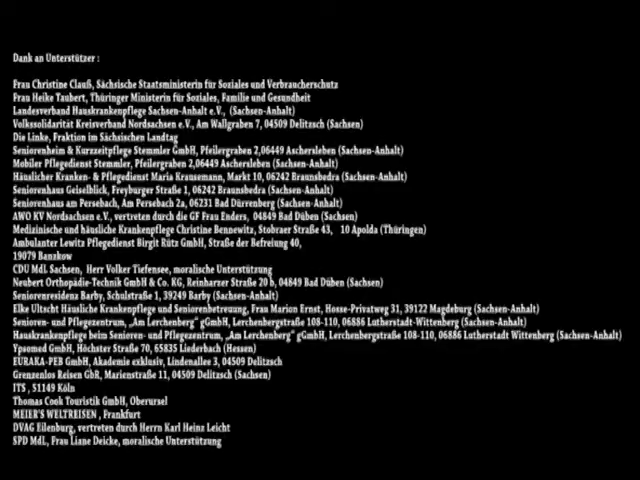 Dank an Unterstützer :
Frau Christine Clauß, Sächsische Staatsministerin für Soziales und Verbraucherschutz
Frau Heike Taubert, Thüringer Ministerin für Soziales, Familie und Gesundheit
Landesverband Hauskrankenpflege Sachsen-Anhalt e.V., (Sachsen-Anhalt)
Volkssolidarität Kreisverband Nordsachsen e.V., Am Wallgraben 7, 04509 Delitzsch (Sachsen)
Die Linke, Fraktion im Sächsischen Landtag
Seniorenheim & Kurzzeitpflege Stemmler GmbH, Pfeilergraben 2,06449 Aschersleben (Sachsen-Anhalt)
Mobiler Pflegedienst Stemmler, Pfeilergraben 2,06449 Aschersleben (Sachsen-Anhalt)
Häuslicher Kranken- & Pflegedienst Maria Krausemann, Markt 10, 06242 Braunsbedra (Sachsen-Anhalt)
Seniorenhaus Geiselblick, Freyburger Straße 1, 06242 Braunsbedra (Sachsen-Anhalt)
Seniorenhaus am Persebach, Am Persebach 2a, 06231 Bad Dürrenberg (Sachsen-Anhalt)
AWO KV Nordsachsen e.V., vertreten durch die GF Frau Enders, 04849 Bad Düben (Sachsen)
Medizinische und häusliche Krankenpflege Christine Bennewitz, Stobraer Straße 43, 10 Apolda (Thüringen)
Ambulanter Lewitz Pflegedienst Birgit Rütz GmbH, Straße der Befreiung 40,
19079 Banzkow
CDU MdL Sachsen, Herr Volker Tiefensee, moralische Unterstützung
Neubert Orthopädie-Technik GmbH & Co. KG, Reinharzer Straße 20 b, 04849 Bad Düben (Sachsen)
Seniorenresidenz Barby, Schulstraße 1, 39249 Barby (Sachsen-Anhalt)
Elke Ultscht Häusliche Krankenpflege und Seniorenbetreuung, Frau Marion Ernst, Hosse-Privatweg 31, 39122 Magdeburg (Sachsen-Anhalt)
Senioren- und Pflegezentrum, „Am Lerchenberg“ gGmbH, Lerchenbergstraße 108-110, 06886 Lutherstadt-Wittenberg (Sachsen-Anhalt)
Hauskrankenpflege beim Senioren- und Pflegezentrum, „Am Lerchenberg“ gGmbH, Lerchenbergstraße 108-110, 06886 Lutherstadt Wittenberg (Sachsen-Anhalt)
Ypsomed GmbH, Höchster Straße 70, 65835 Liederbach (Hessen)
EURAKA-PEB GmbH, Akademie exklusiv, Lindenallee 3, 04509 Delitzsch
Grenzenlos Reisen GbR, Marienstraße 11, 04509 Delitzsch (Sachsen)
ITS , 51149 Köln
Thomas Cook Touristik GmbH, Oberursel
MEIER'S WELTREISEN , Frankfurt
DVAG Eilenburg, vertreten durch Herrn Karl Heinz Leicht
SPD MdL, Frau Liane Deicke, moralische Unterstützung